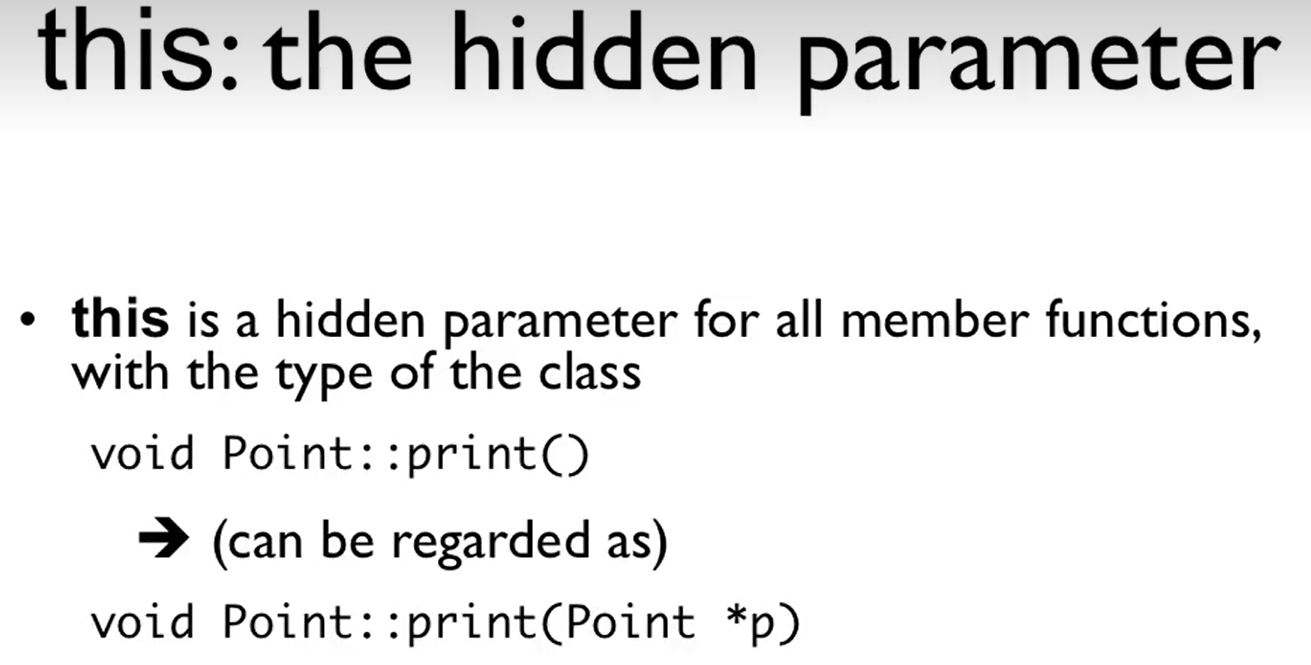 this: the hidden parameter
• this is a hidden parameter for all member functions,
with the type of the class
void Point::print()
➔ (can be regarded as)
void Point::print(Point *p)